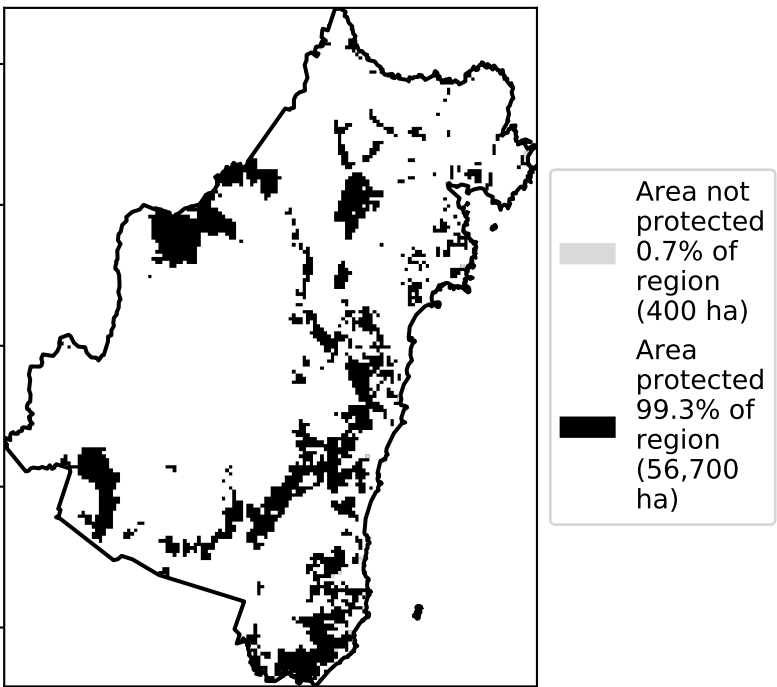 Area not
protected
0.7% of
region
(400 ha)
Area
protected
99.3% of
region
(56,700
ha)